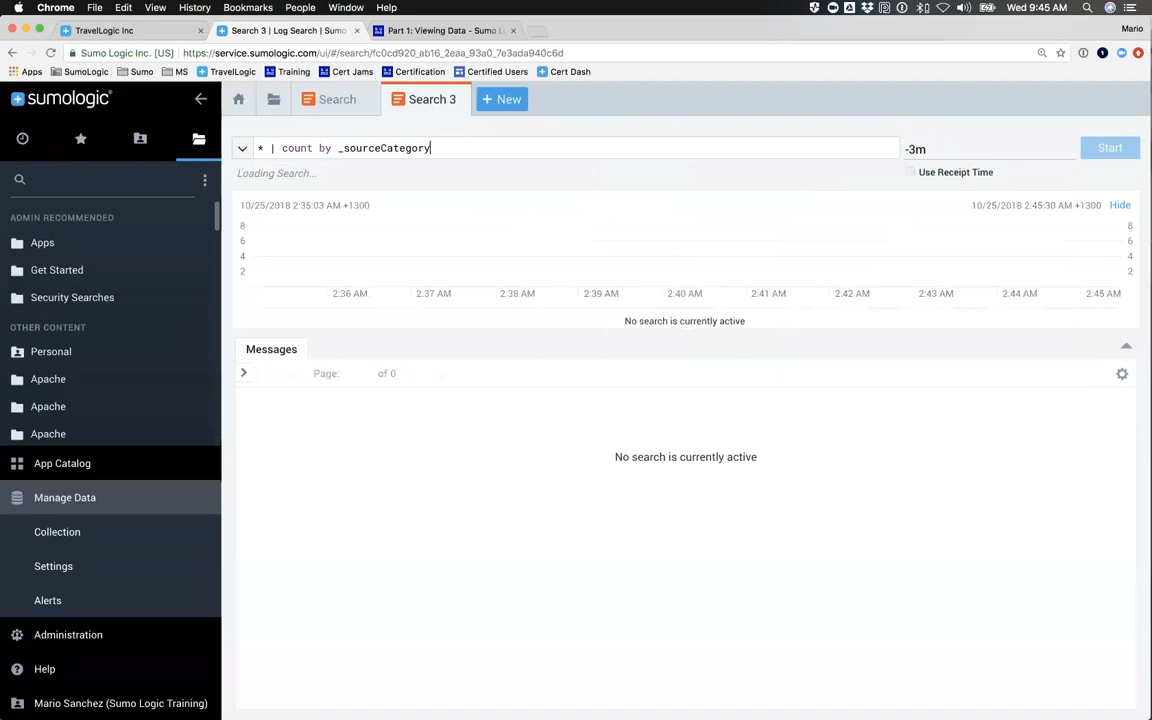 Chrome File Edit View History Bookmarks People Window Help Wed 9:45 AM
TravelLogic Inc Search 3 | Log Search | Sumo Part 1: Viewing Data - Sumo L Mario
Sumo Logic Inc. [US] https://service.sumologic.com/ui/#/search/fc0cd920_ab16_2eaa_93a0_7e3ada940c6d
Apps SumoLogic Sumo MS TravelLogic Training Cert Jams Certification Certified Users Cert Dash
sumologic
Search Search 3 + New
* | count by _sourceCategory -3m Start
Loading Search... Use Receipt Time
10/25/2018 2:35:03 AM +1300 10/25/2018 2:45:30 AM +1300 Hide
8 8
6 6
4 4
2 2
2:36 AM 2:37 AM 2:38 AM 2:39 AM 2:40 AM 2:41 AM 2:42 AM 2:43 AM 2:44 AM 2:45 AM
No search is currently active
Messages
Page: of 0
No search is currently active
ADMIN RECOMMENDED
Apps
Get Started
Security Searches
OTHER CONTENT
Personal
Apache
Apache
Apache
App Catalog
Manage Data
Collection
Settings
Alerts
Administration
Help
Mario Sanchez (Sumo Logic Training)